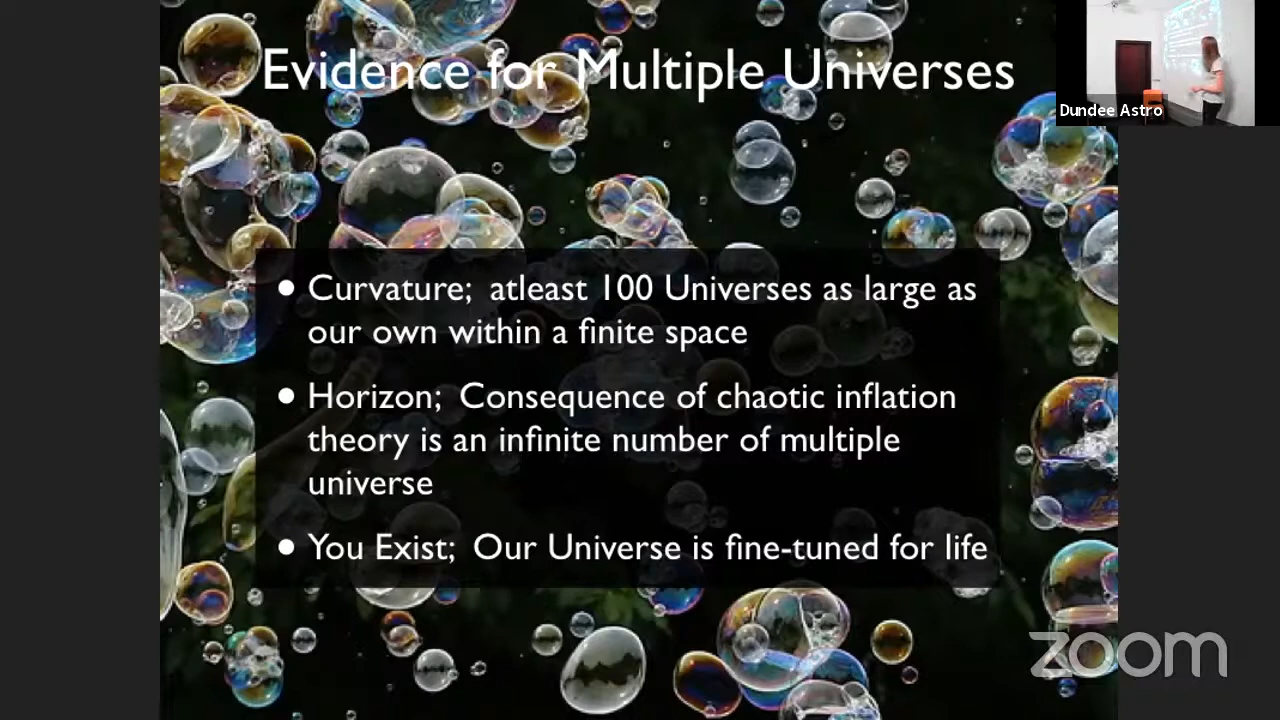 Evidence for Multiple Universes
Dundee Astro
• Curvature; atleast 100 Universes as large as
our own within a finite space
• Horizon; Consequence of chaotic inflation
theory is an infinite number of multiple
universe
• You Exist; Our Universe is fine-tuned for life
zoom